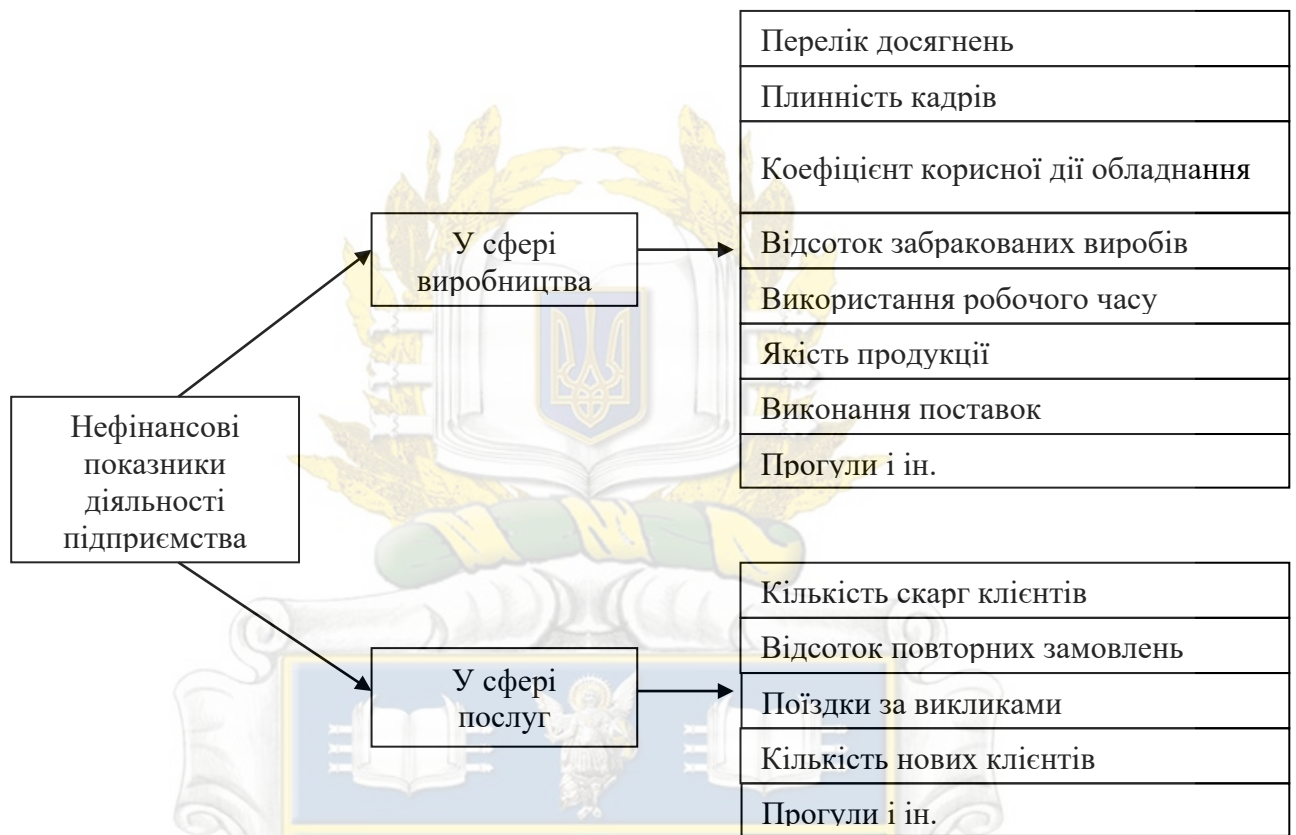 Нефінансові
показники
діяльності
підприємства
У сфері
виробництва
Перелік досягнень
Плинність кадрів
Коефіцієнт корисної дії обладнання
Відсоток забракованих виробів
Використання робочого часу
Якість продукції
Виконання поставок
Прогули і ін.
У сфері
послуг
Кількість скарг клієнтів
Відсоток повторних замовлень
Поїздки за викликами
Кількість нових клієнтів
Прогули і ін.